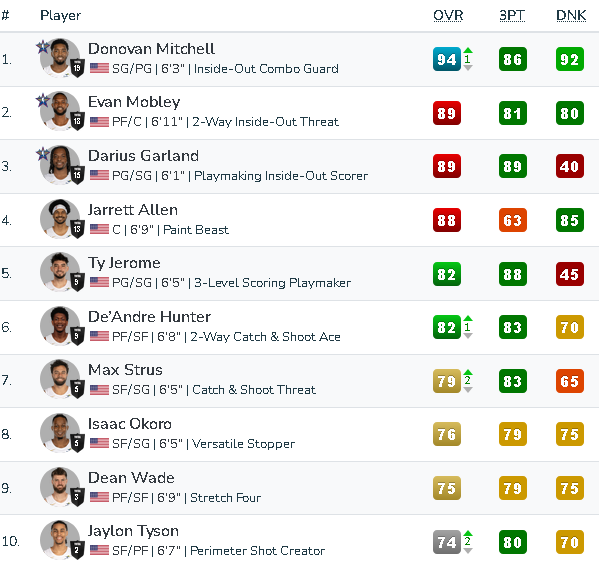 # Player OVR 3PT DNK
1. Donovan Mitchell 94 1 86 92
SG/PG | 6'3" | Inside-Out Combo Guard
19
2. Evan Mobley 89 81 80
PF/C | 6'11" | 2-Way Inside-Out Threat
18
3. Darius Garland 89 89 40
PG/SG | 6'1" | Playmaking Inside-Out Scorer
15
4. Jarrett Allen 88 63 85
C | 6'9" | Paint Beast
13
5. Ty Jerome 82 88 45
PG/SG | 6'5" | 3-Level Scoring Playmaker
9
6. De'Andre Hunter 82 1 83 70
PF/SF | 6'8" | 2-Way Catch & Shoot Ace
9
7. Max Strus 79 2 83 65
SF/SG | 6'5" | Catch & Shoot Threat
5
8. Isaac Okoro 76 79 75
SF/SG | 6'5" | Versatile Stopper
5
9. Dean Wade 75 79 75
PF/SF | 6'9" | Stretch Four
3
10. Jaylon Tyson 74 2 80 70
SF/PF | 6'7" | Perimeter Shot Creator
2